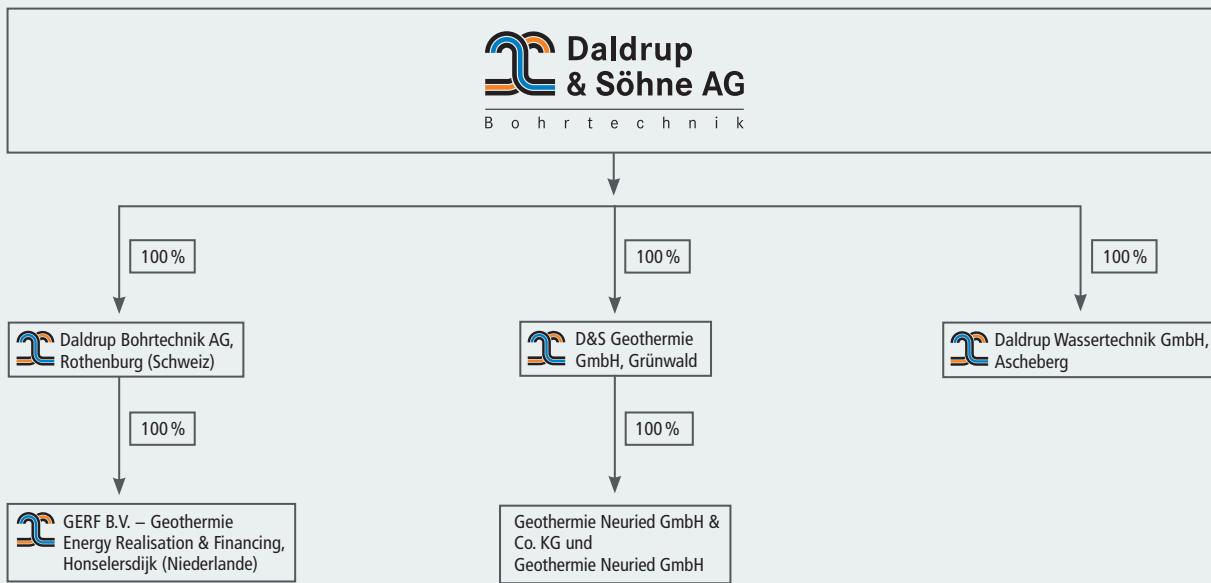 Daldrup
& Söhne AG
Bohrtechnik
100 %
100 %
100 %
Daldrup Bohrtechnik AG,
Rothenburg (Schweiz)
D&S Geothermie
GmbH, Grünwald
Daldrup Wassertechnik GmbH,
Ascheberg
100 %
100 %
GERF B.V. – Geothermie
Energy Realisation & Financing,
Honselersdijk (Niederlande)
Geothermie Neuried GmbH &
Co. KG und
Geothermie Neuried GmbH